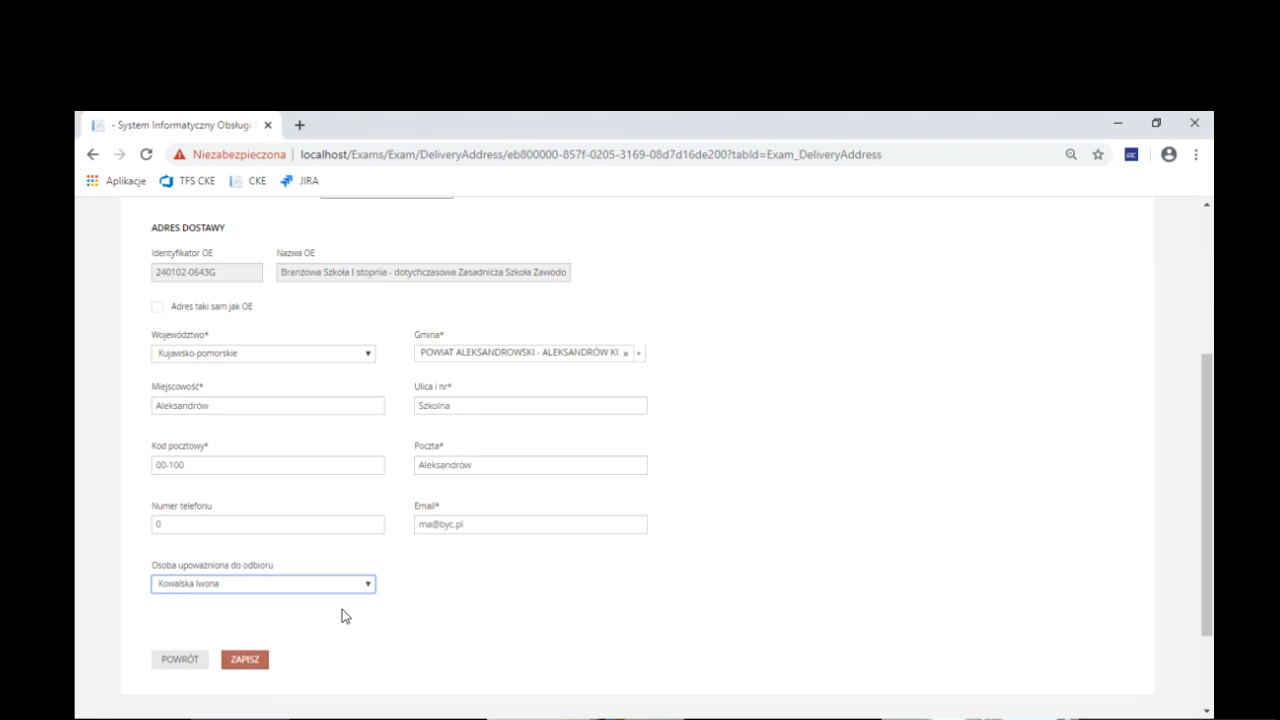 - System Informatyczny Obsługi
Niezabezpieczona | localhost/Exams/Exam/DeliveryAddress/eb800000-857f-0205-3169-08d7d16de200?tabId=Exam_DeliveryAddress
Aplikacje TFS CKE CKE JIRA
ADRES DOSTAWY
Identyfikator OE Nazwa OE
240102-0643G Branżowa Szkoła I stopnia - dotychczasowa Zasadnicza Szkoła Zawodo
Adres taki sam jak OE
Województwo* Gmina*
Kujawsko-pomorskie POWIAT ALEKSANDROWSKI - ALEKSANDRÓW KU
Miejscowość* Ulica i nr*
Aleksandrów Szkolna
Kod pocztowy* Poczta*
00-100 Aleksandrów
Numer telefonu Email*
0 ma@byc.pl
Osoba upoważniona do odbioru
Kowalska Iwona
POWRÓT ZAPISZ